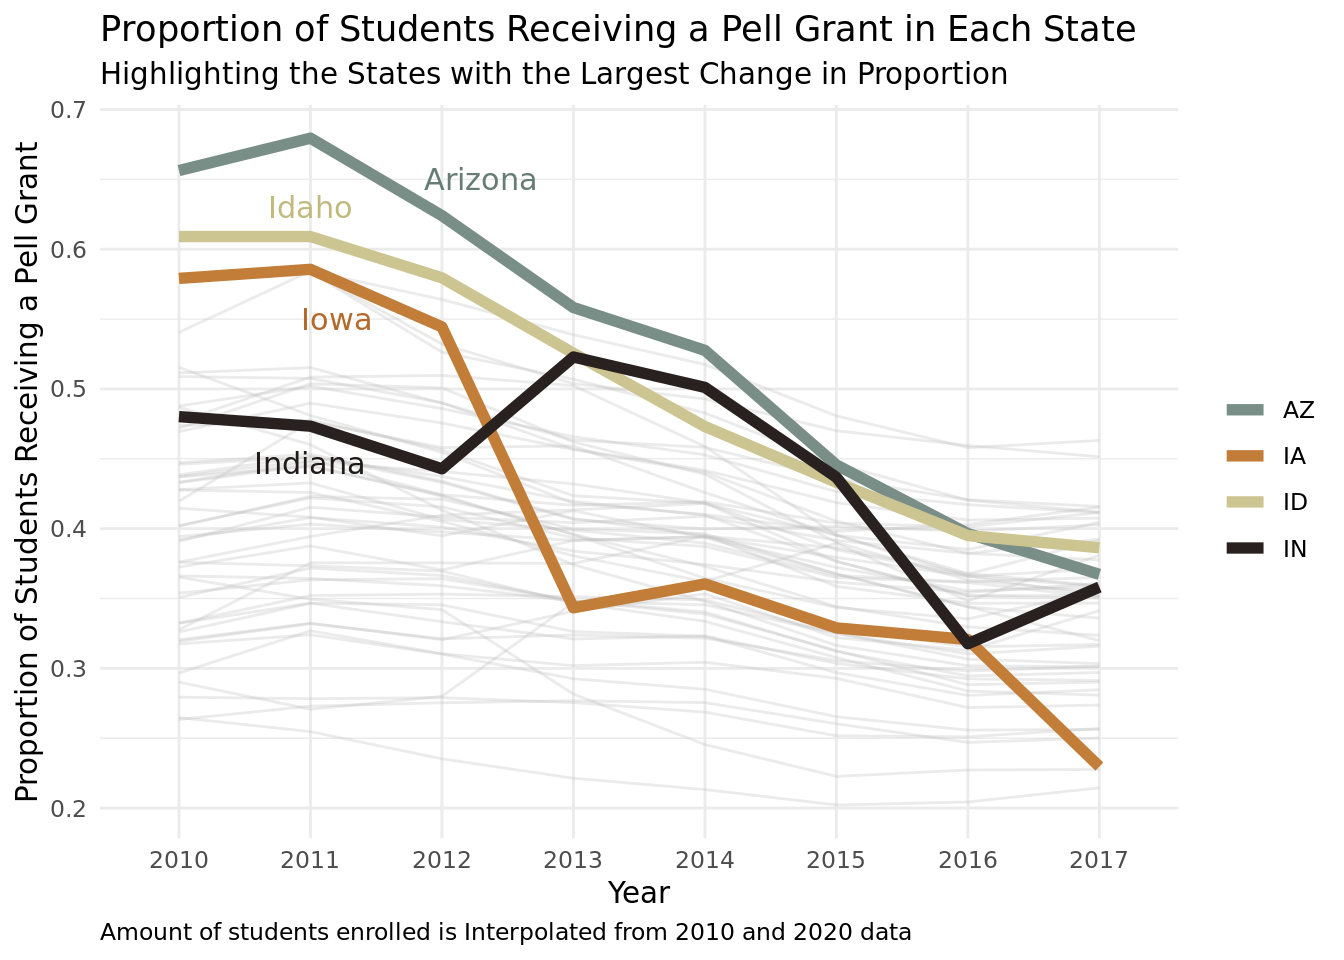 Proportion of Students Receiving a Pell Grant in Each State
Highlighting the States with the Largest Change in Proportion
Proportion of Students Receiving a Pell Grant
0.7
0.6
0.5
0.4
0.3
0.2
Arizona
Idaho
Iowa
Indiana
AZ
IA
ID
IN
2010 2011 2012 2013 2014 2015 2016 2017
Year
Amount of students enrolled is Interpolated from 2010 and 2020 data